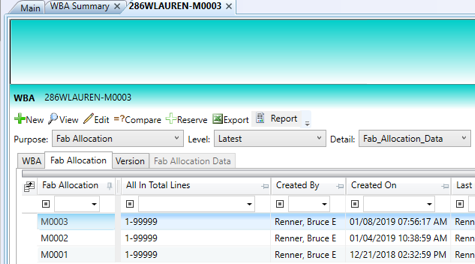 Main WBA Summary 286WLAUREN-M0003
WBA 286WLAUREN-M0003
New View Edit =?Compare Reserve Export Report
Purpose: Fab Allocation Level: Latest Detail: Fab_Allocation_Data
WBA Fab Allocation Version Fab Allocation Data
Fab Allocation All In Total Lines Created By Created On Last
M0003 1-99999 Renner, Bruce E 01/08/2019 07:56:17 AM Renn
M0002 1-99999 Renner, Bruce E 01/04/2019 10:38:59 AM Renn
M0001 1-99999 Renner, Bruce E 12/21/2018 02:32:59 PM Renn